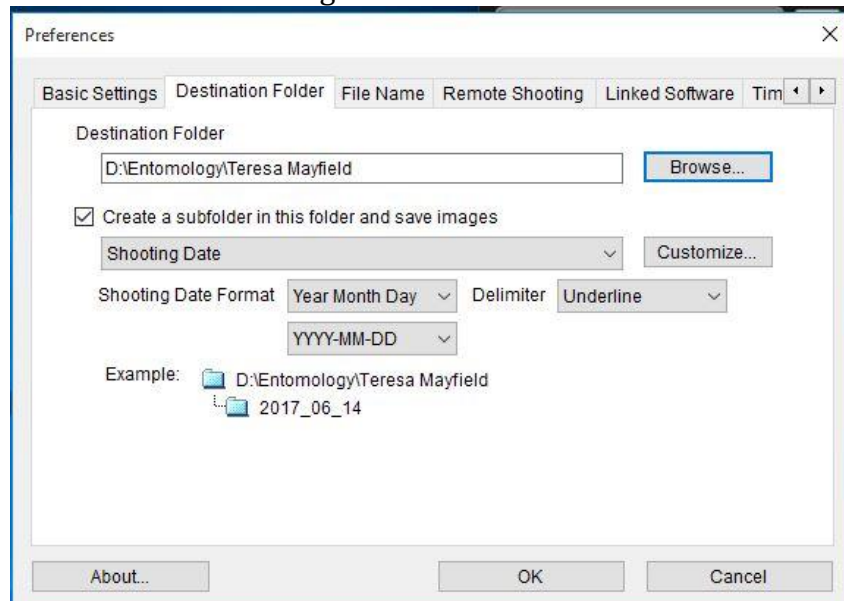 Preferences
Basic Settings Destination Folder File Name Remote Shooting Linked Software Tim
Destination Folder
D:\Entomology\Teresa Mayfield Browse...
Create a subfolder in this folder and save images
Shooting Date Customize...
Shooting Date Format Year Month Day Delimiter Underline
YYYY-MM-DD
Example: D:\Entomology\Teresa Mayfield
2017_06_14
About... OK Cancel